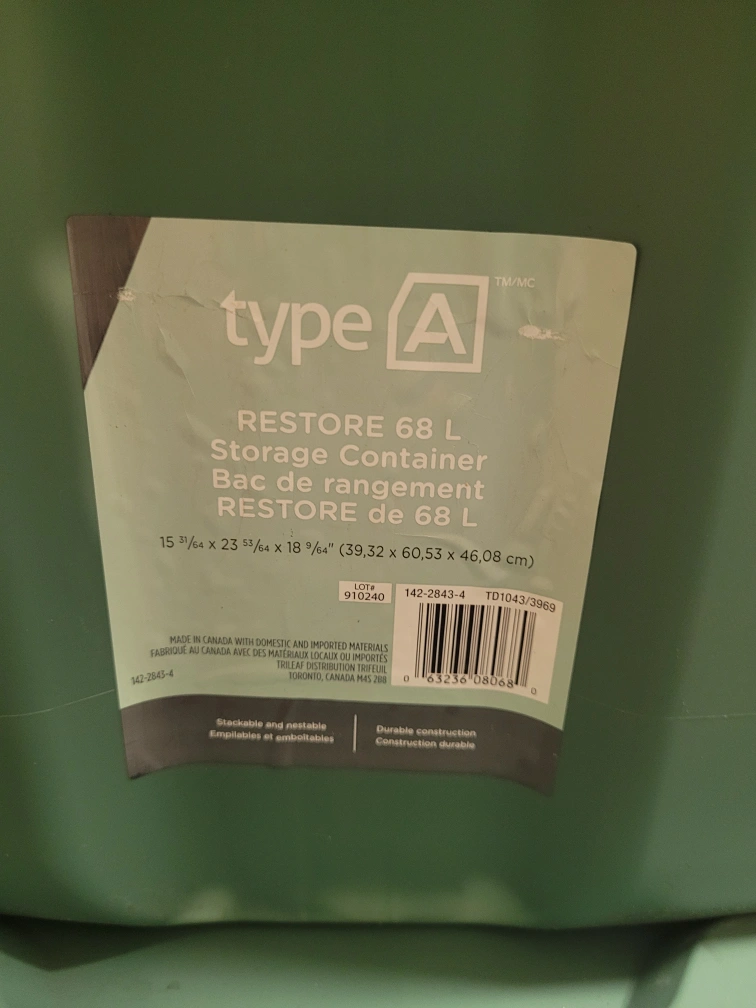 type A TM/MC
RESTORE 68 L
Storage Container
Bac de rangement
RESTORE de 68 L
15 31/64 x 23 53/64 x 18 9/64" (39,32 x 60,53 x 46,08 cm)
LOT#
910240
142-2843-4 TD1043/3969
0 63236 08068 0
MADE IN CANADA WITH DOMESTIC AND IMPORTED MATERIALS
FABRIQUÉ AU CANADA AVEC DES MATÉRIAUX LOCAUX OU IMPORTÉS
TRILEAF DISTRIBUTION TRIFEUIL
TORONTO, CANADA M4S 2B8
142-2843-4
Stackable and nestable
Empilables et emboîtables
Durable construction
Construction durable